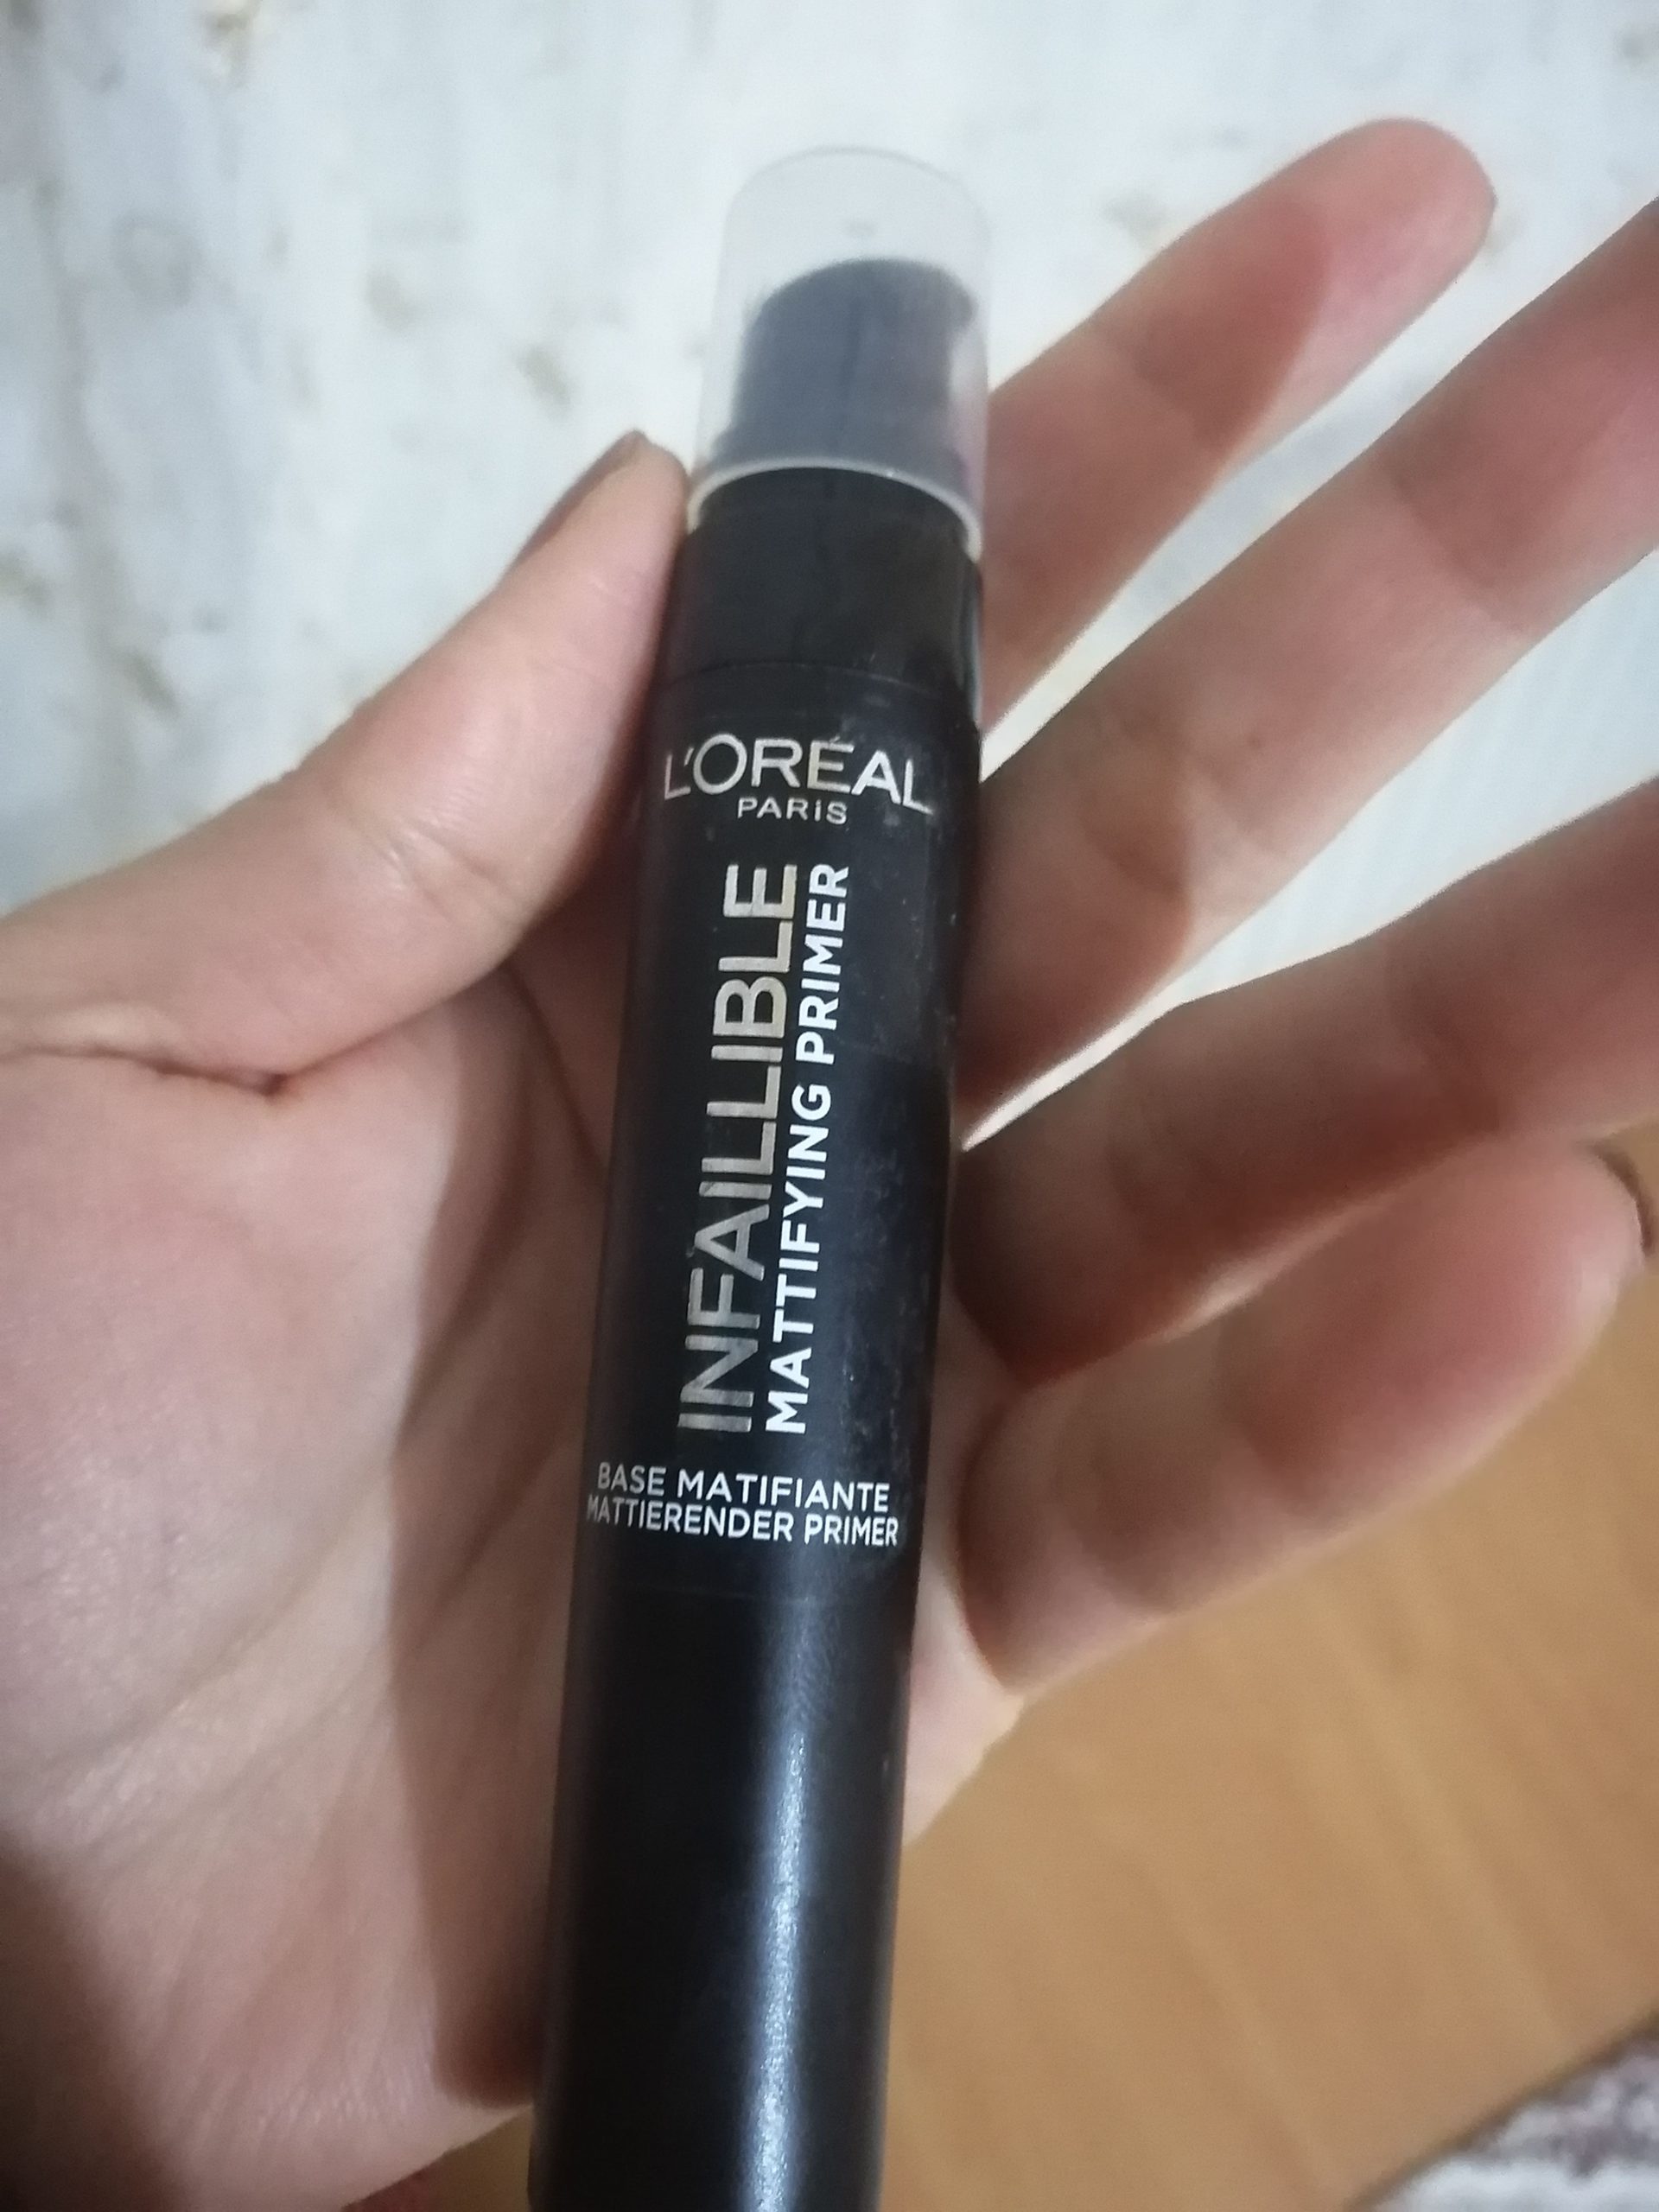 L'ORÉAL
PARIS
INFAILLIBLE
MATTIFYING PRIMER
BASE MATIFIANTE
MATTIERENDER PRIMER